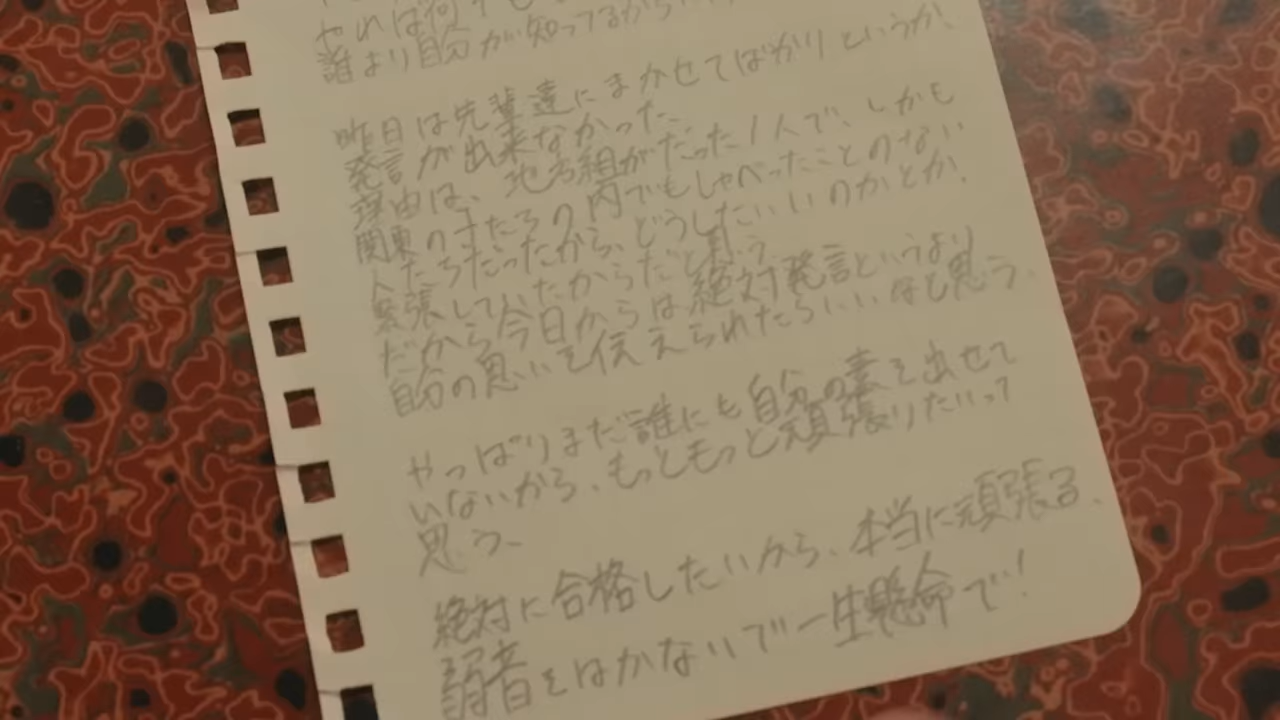 やれば何でも
誰より自分が知ってるから
昨日は先輩達にまかせてばかりというか、
発言が出来なかった、
理由は、地方組がたった1人で、しかも
関東の子たちの内でもしゃべったことのない
人たちだったから、どうしたいいのかとか、
緊張していたからだと思う
だから今日からは絶対発言というより
自分の思いを伝えられたらいいなと思う、
やっぱりまだ誰にも自分の素を出せて
いないから、もっともっと頑張りたいって
思う、
絶対に合格したいから、本当に頑張る、
弱音をはかないで一生懸命で!